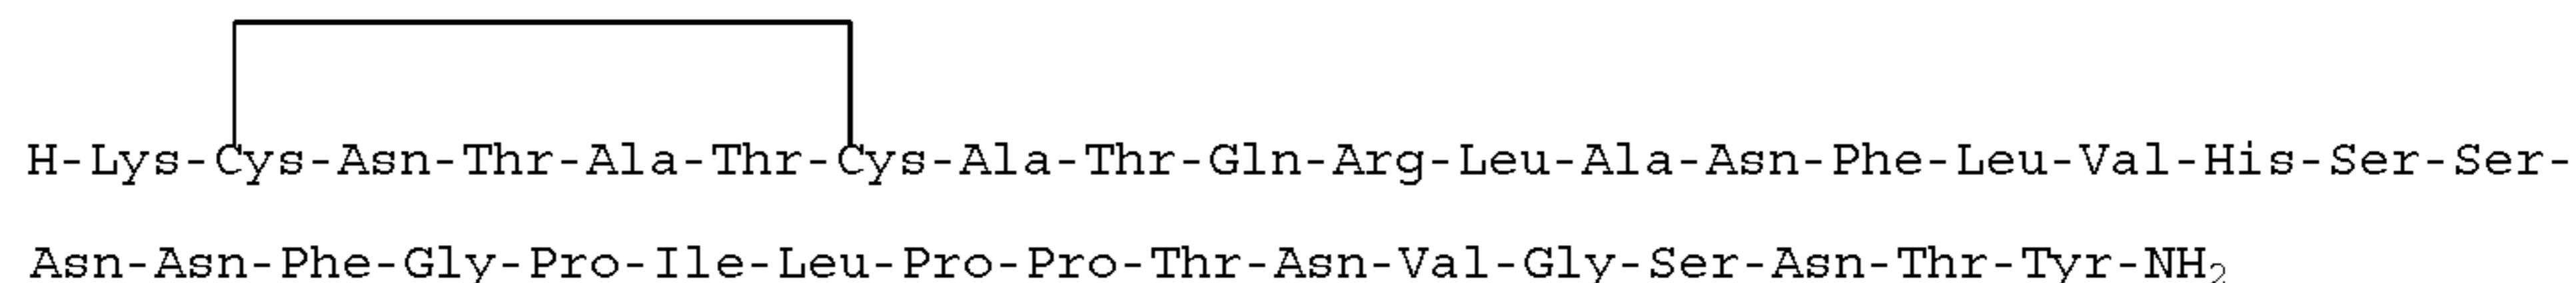 H-Lys-Cys-Asn-Thr-Ala-Thr-Cys-Ala-Thr-Gln-Arg-Leu-Ala-Asn-Phe-Leu-Val-His-Ser-Ser-
Asn-Asn-Phe-Gly-Pro-Ile-Leu-Pro-Pro-Thr-Asn-Val-Gly-Ser-Asn-Thr-Tyr-NH₂